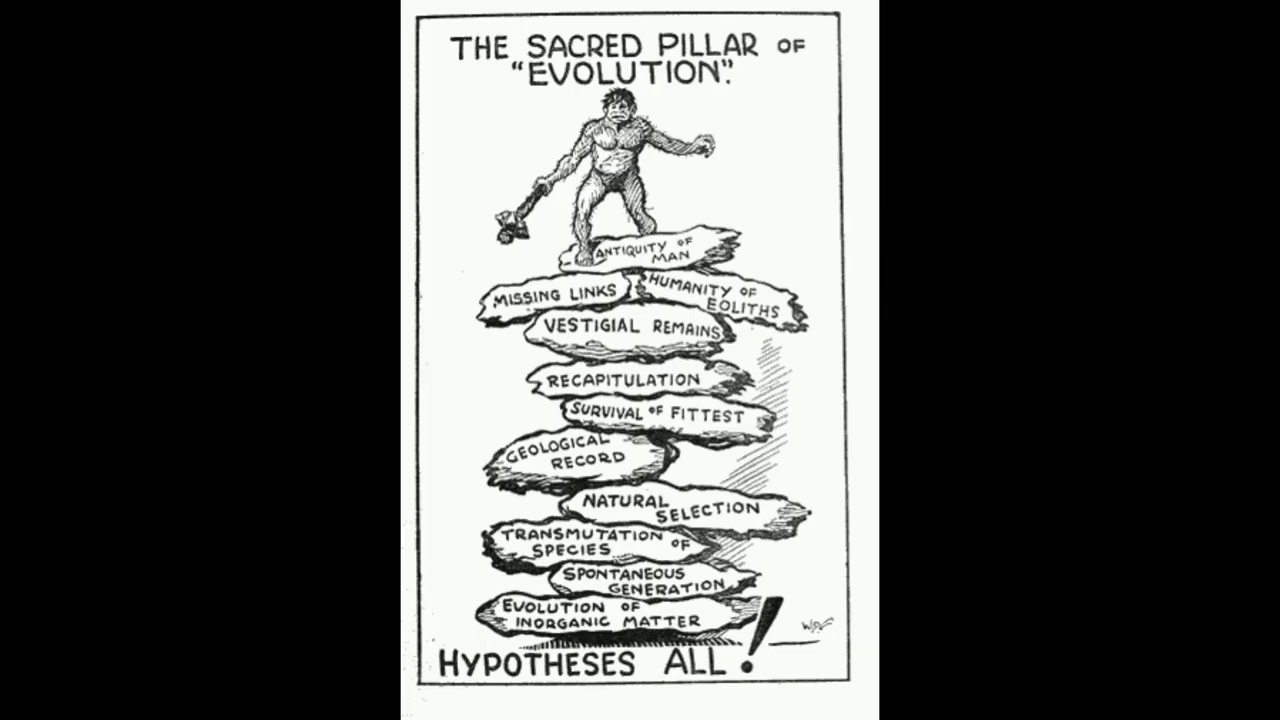 THE SACRED PILLAR OF
"EVOLUTION".
ANTIQUITY OF
MAN
MISSING LINKS
HUMANITY OF
EOLITHS
VESTIGIAL REMAINS
RECAPITULATION
SURVIVAL OF FITTEST
GEOLOGICAL
RECORD
NATURAL
SELECTION
TRANSMUTATION OF
SPECIES
SPONTANEOUS
GENERATION
EVOLUTION OF
INORGANIC MATTER
HYPOTHESES ALL!